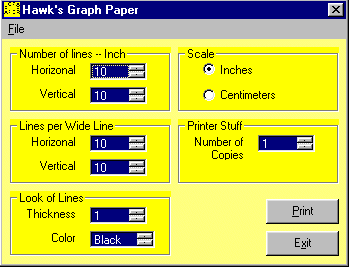 Hawk's Graph Paper
File
Number of lines -- Inch
Horizonal 10
Vertical 10
Scale
Inches
Centimeters
Lines per Wide Line
Horizonal 10
Vertical 10
Printer Stuff
Number of Copies 1
Look of Lines
Thickness 1
Color Black
Print
Exit